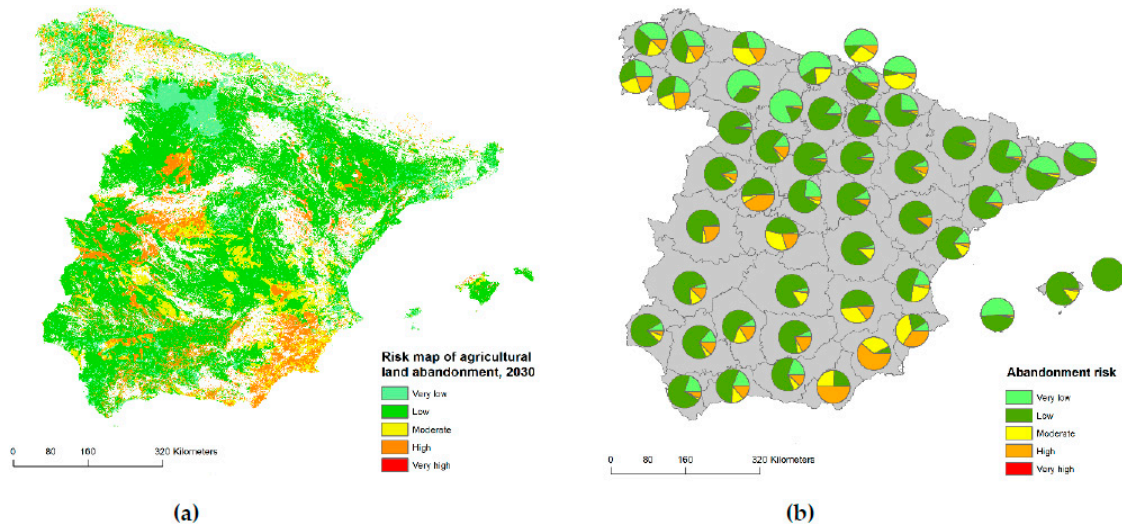 Risk map of agricultural
land abandonment, 2030
Very low
Low
Moderate
High
Very high
0 80 160 320 Kilometers
(a)
Abandonment risk
Very low
Low
Moderate
High
Very high
0 80 160 320 Kilometers
(b)